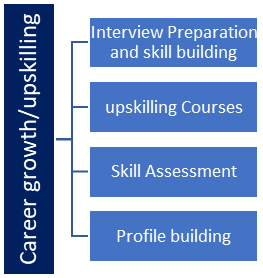 Career growth/upskilling
Interview Preparation
and skill building
upskilling Courses
Skill Assessment
Profile building